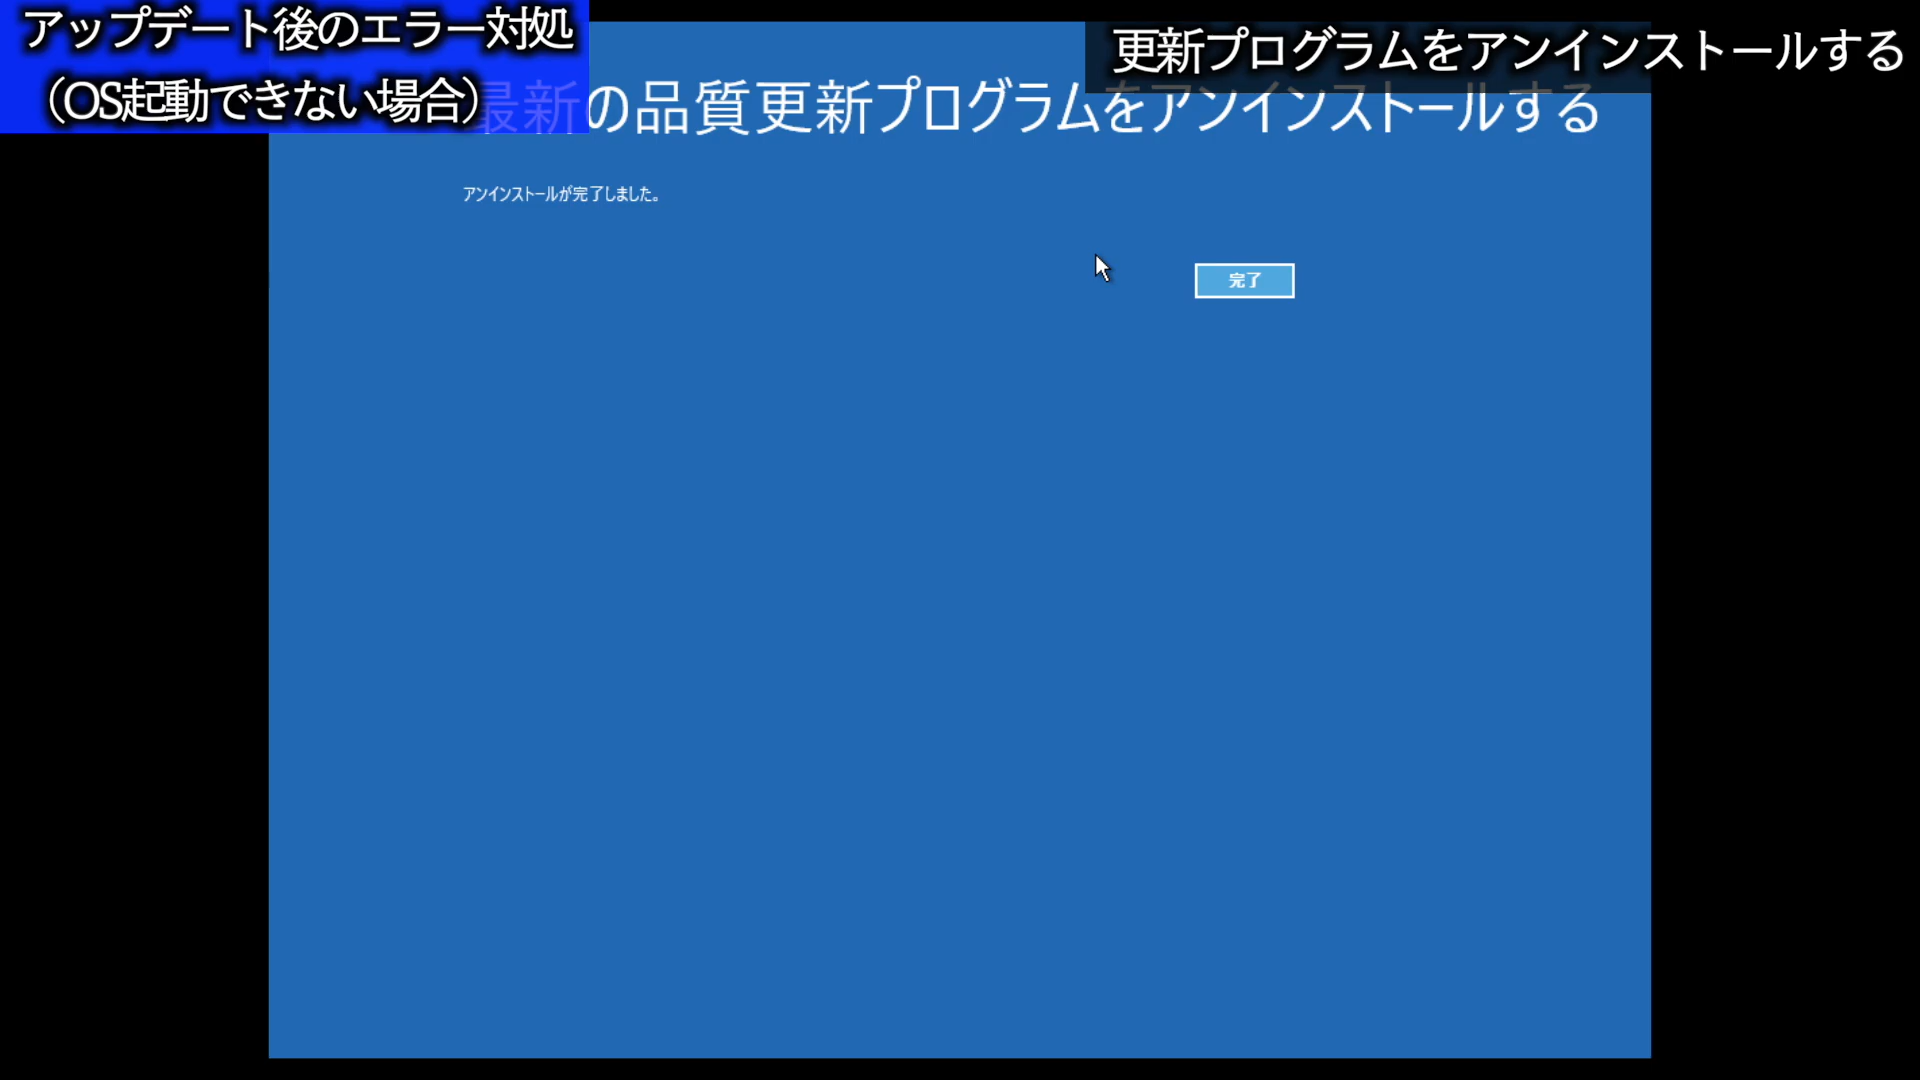 アップデート後のエラー対処
（OS起動できない場合）
更新プログラムをアンインストールする
最新の品質更新プログラムをアンインストールする
アンインストールが完了しました。
完了